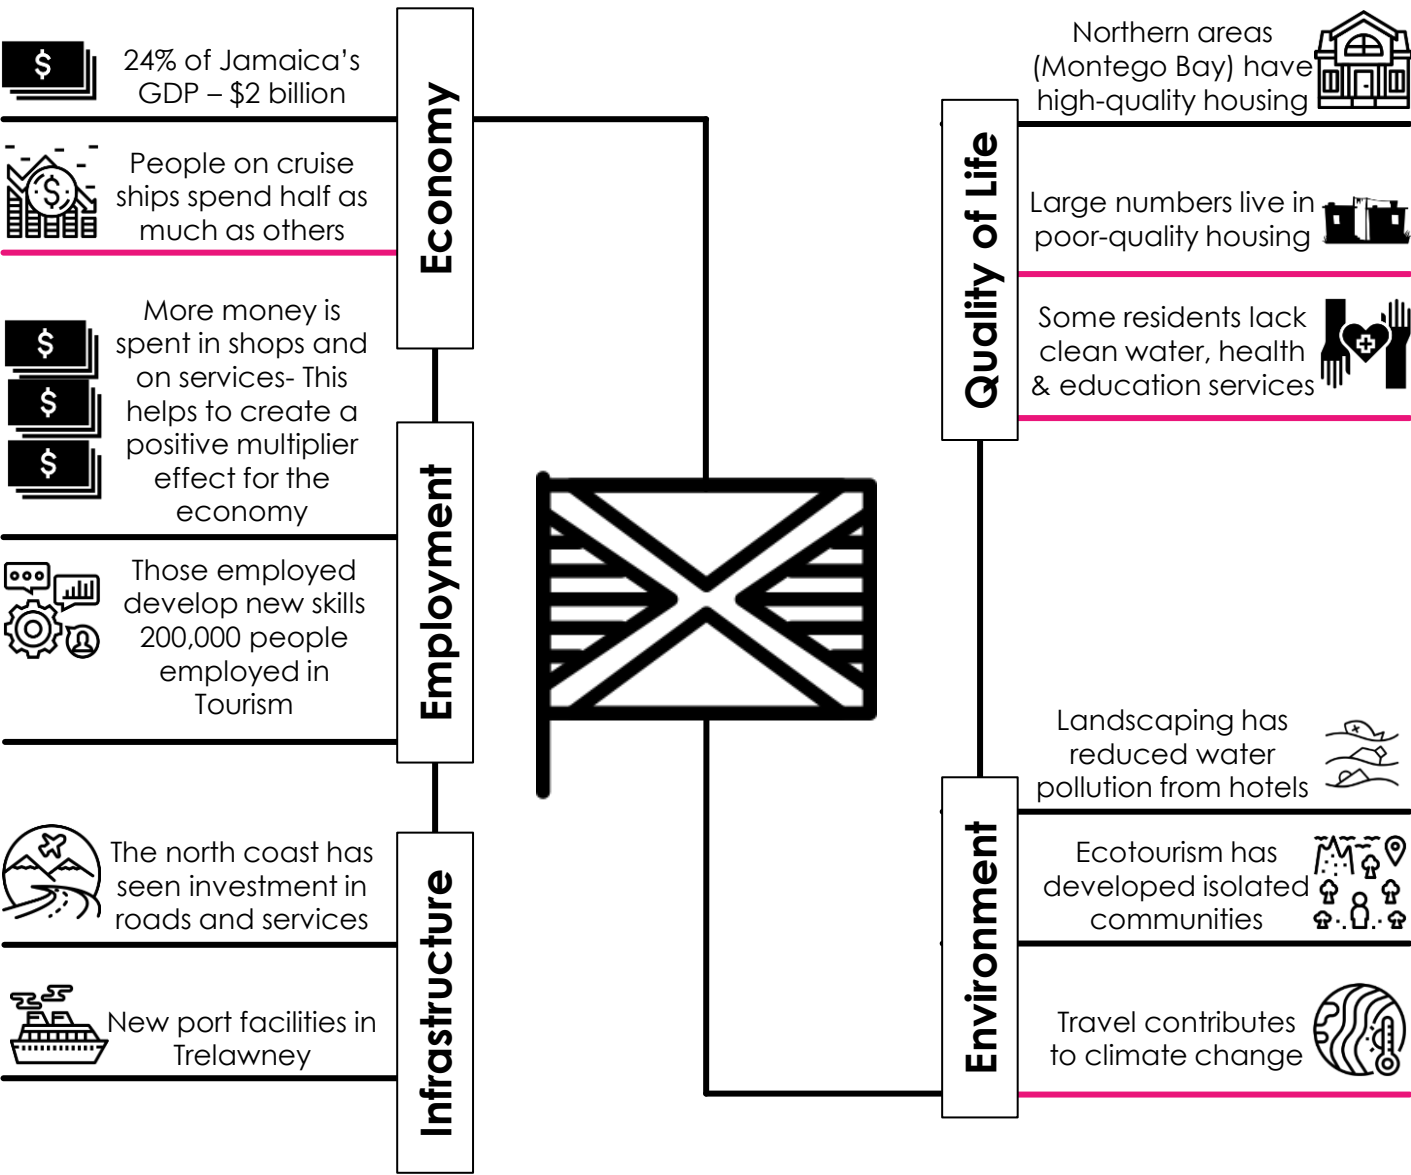 24% of Jamaica’s
GDP – $2 billion
People on cruise
ships spend half as
much as others
Economy
More money is
spent in shops and
on services- This
helps to create a
positive multiplier
effect for the
economy
Those employed
develop new skills
200,000 people
employed in
Tourism
Employment
The north coast has
seen investment in
roads and services
New port facilities in
Trelawney
Infrastructure
Northern areas
(Montego Bay) have
high-quality housing
Large numbers live in
poor-quality housing
Some residents lack
clean water, health
& education services
Quality of Life
Landscaping has
reduced water
pollution from hotels
Ecotourism has
developed isolated
communities
Travel contributes
to climate change
Environment